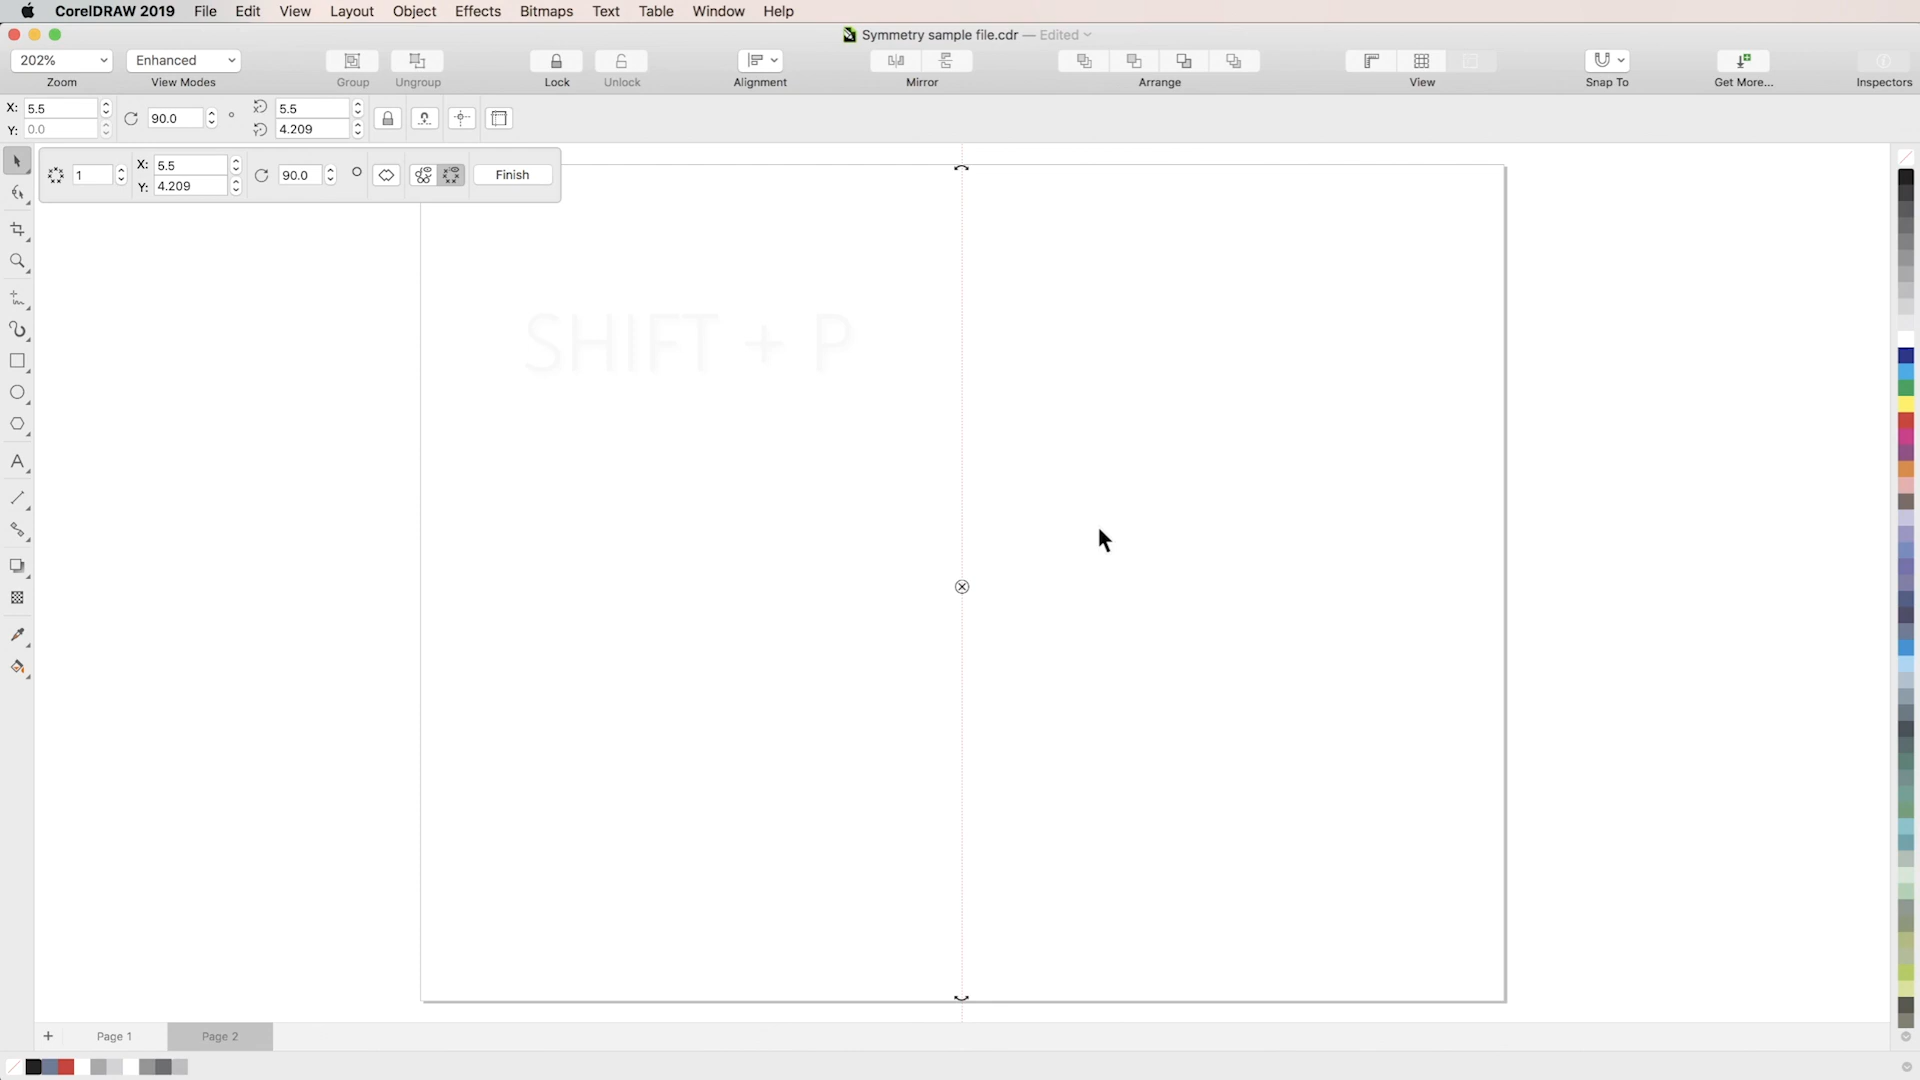 CorelDRAW 2019 File Edit View Layout Object Effects Bitmaps Text Table Window Help
Symmetry sample file.cdr — Edited
202% Enhanced
Zoom View Modes Group Ungroup Lock Unlock Alignment Mirror Arrange View Snap To Get More... Inspectors
X: 5.5 90.0 ° 5.5
Y: 0.0 4.209
1 X: 5.5 90.0 Finish
Y: 4.209
SHIFT + P
Page 1 Page 2